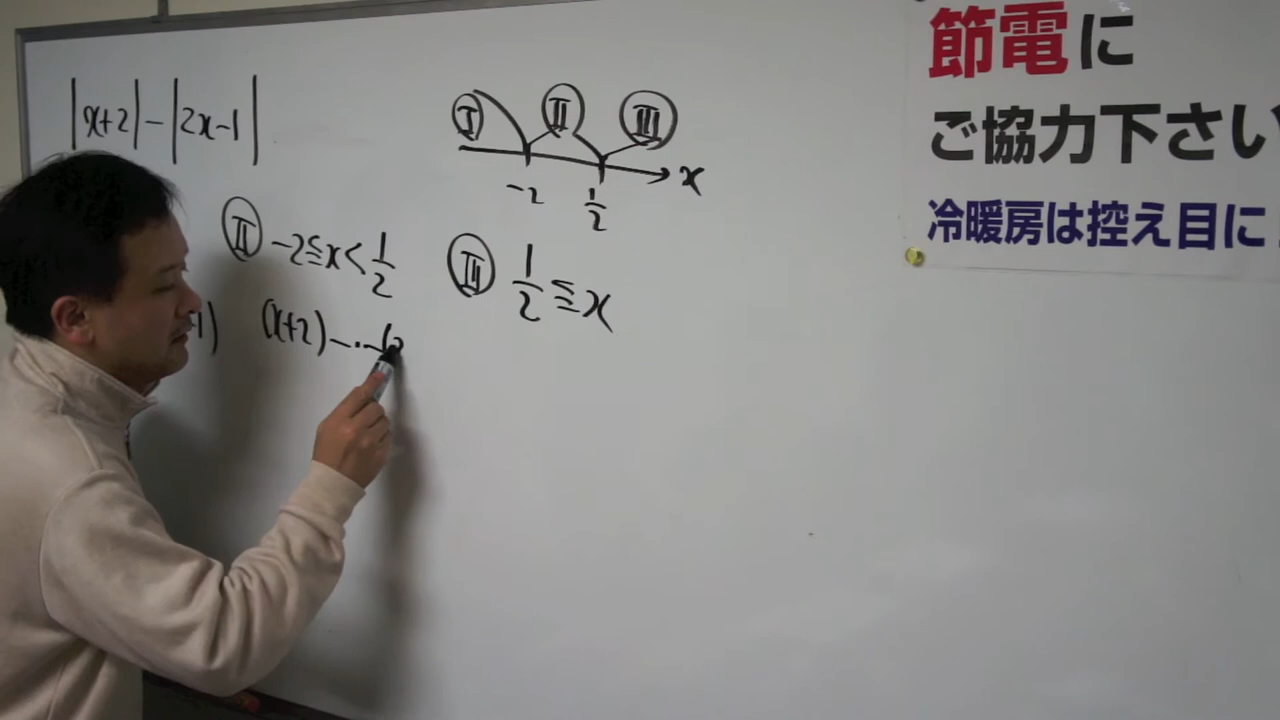 |x+2|-|2x-1|
Ⅰ Ⅱ Ⅲ
-2 1/2 x
Ⅱ -2≦x<1/2
Ⅲ 1/2≦x
-1) (x+2)-
節電に
ご協力下さい
冷暖房は控え目に